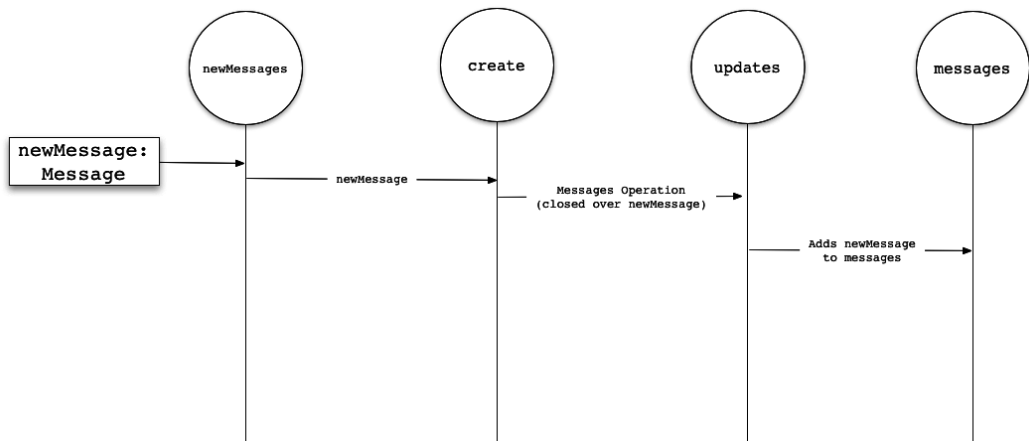 newMessages
create
updates
messages
newMessage:
Message
newMessage
Messages Operation
(closed over newMessage)
Adds newMessage
to messages